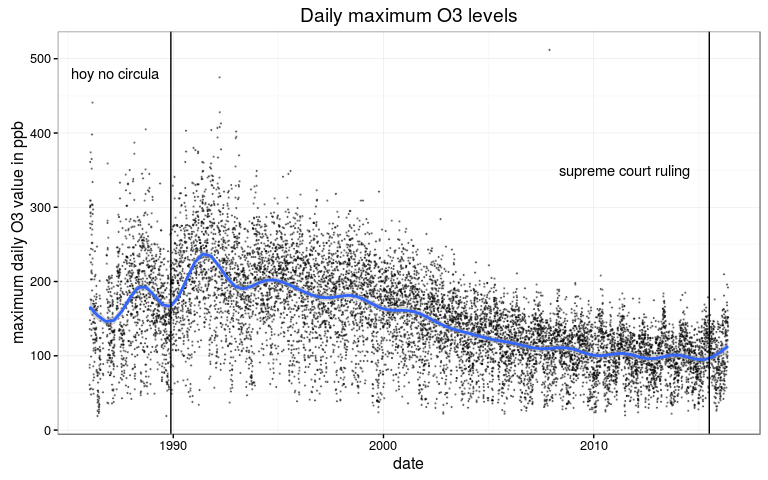 Daily maximum O3 levels
maximum daily O3 value in ppb
500
400
300
200
100
0
hoy no circula
supreme court ruling
1990
2000
2010
date